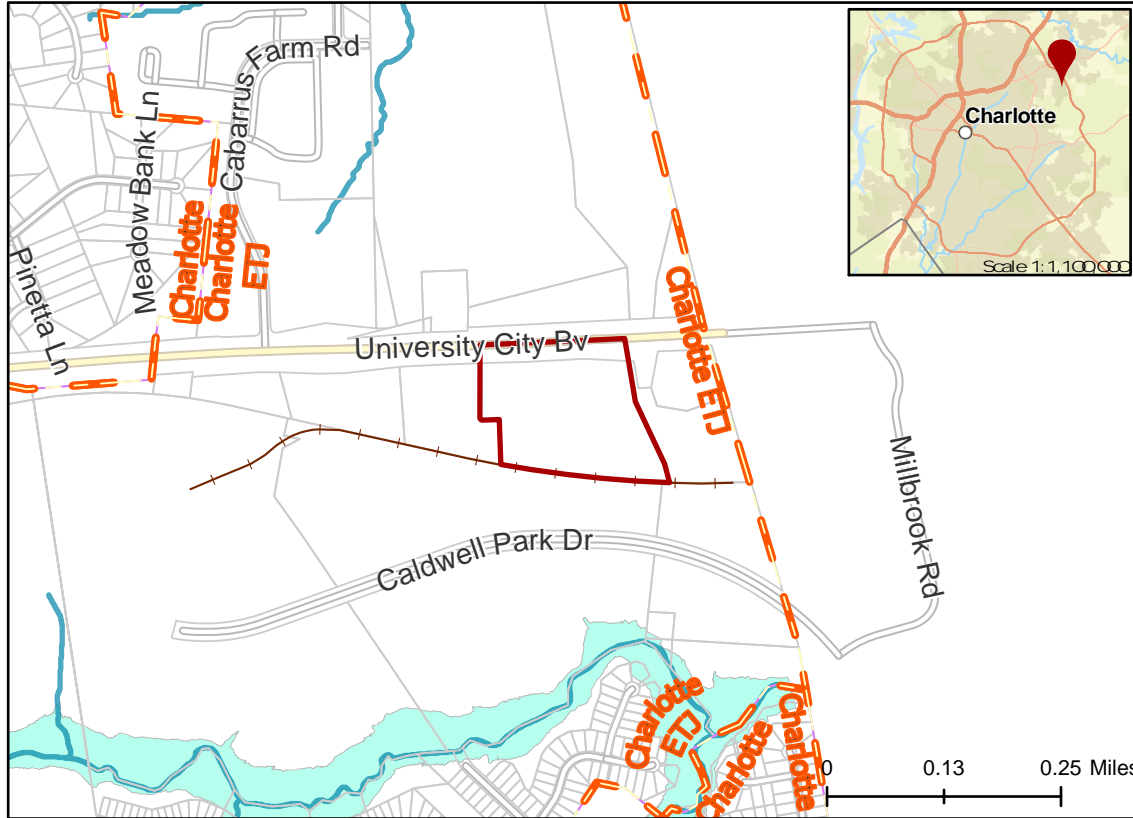 Cabarrus Farm Rd
Meadow Bank Ln
Pinetta Ln
Charlotte
Charlotte
ETJ
University City Bv
Charlotte ETJ
Millbrook Rd
Caldwell Park Dr
Charlotte
ETJ
Charlotte
Charlotte
0 0.13 0.25 Miles
Charlotte
Scale 1:1,100,000